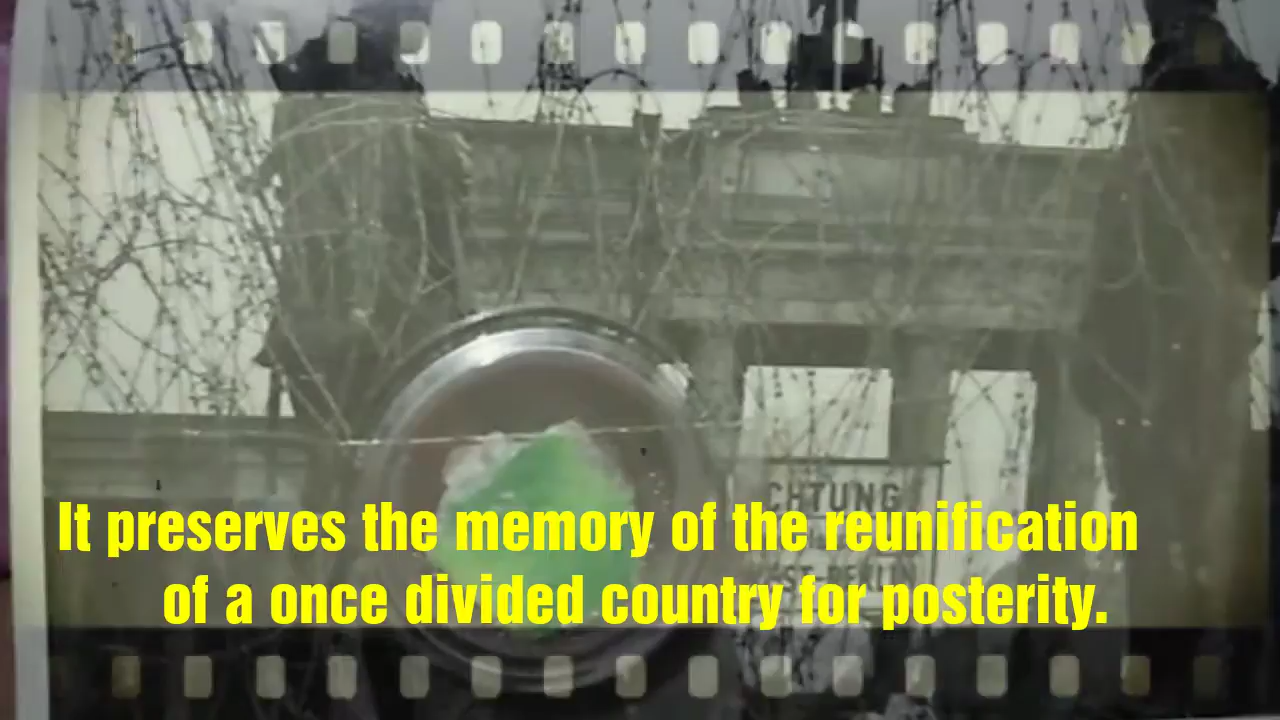 It preserves the memory of the reunification
of a once divided country for posterity.
CHTUNG